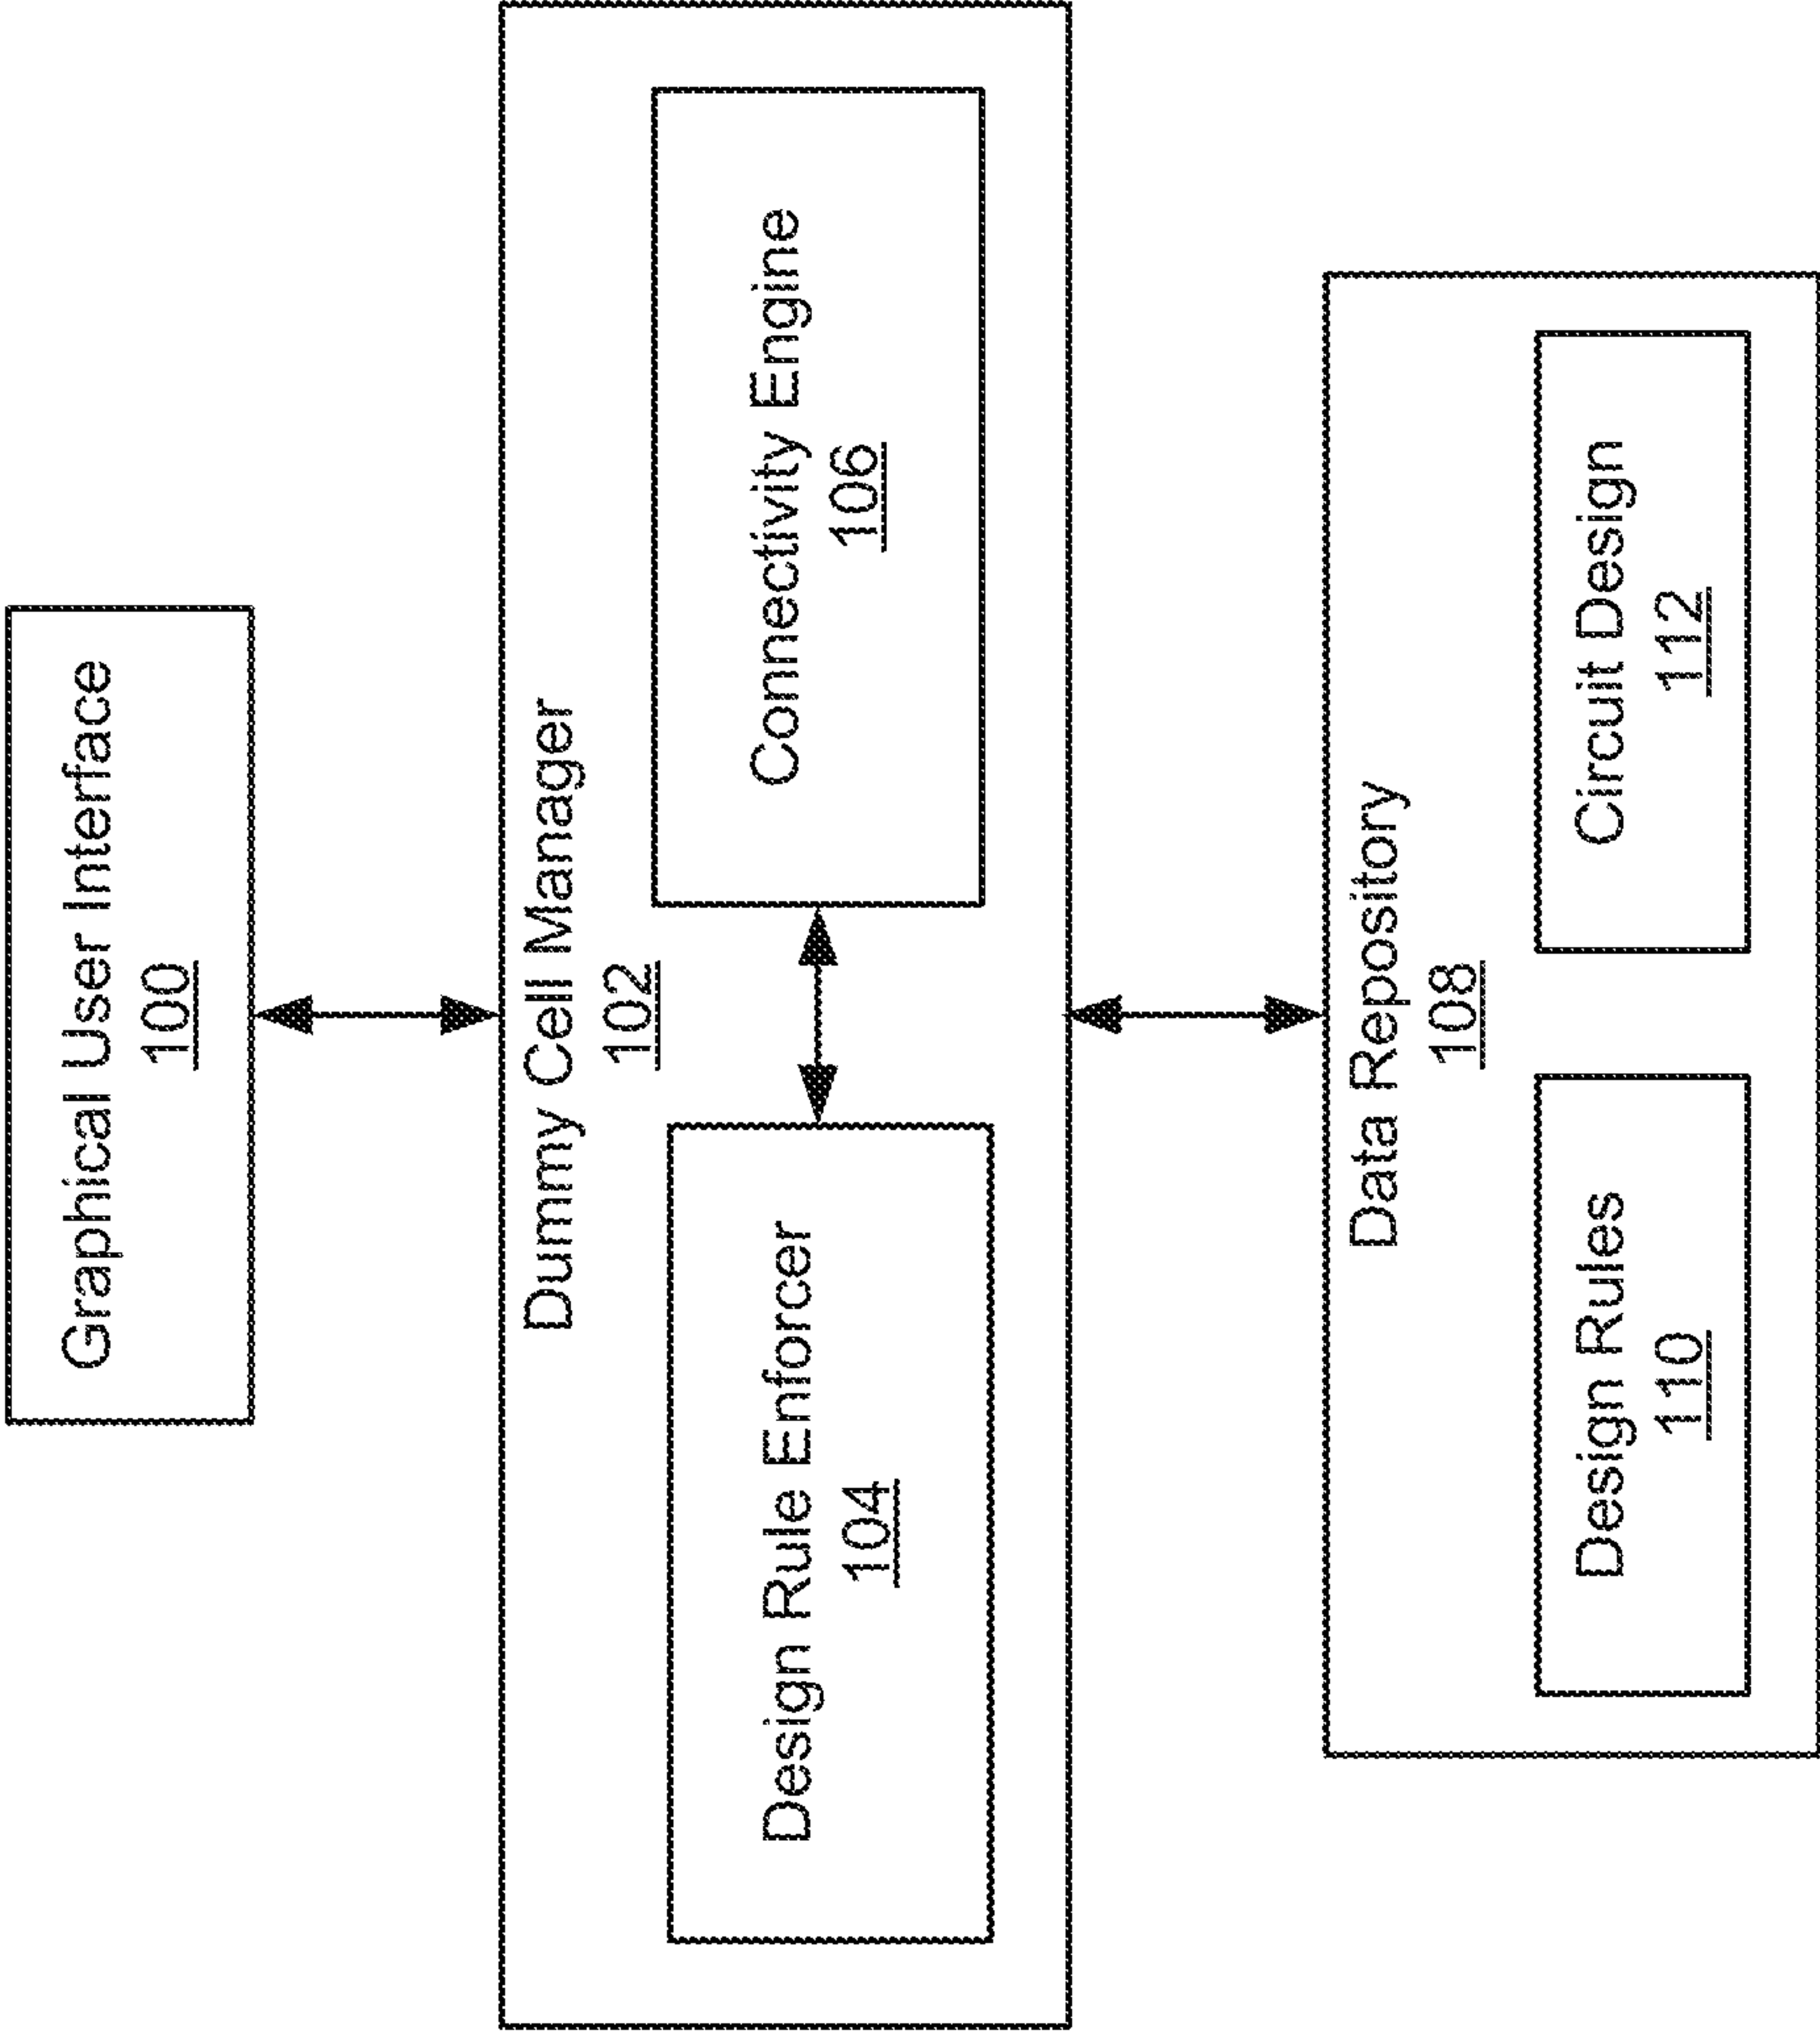 Graphical User Interface
100
Dummy Cell Manager
102
Design Rule Enforcer
104
Connectivity Engine
106
Data Repository
108
Design Rules
110
Circuit Design
112